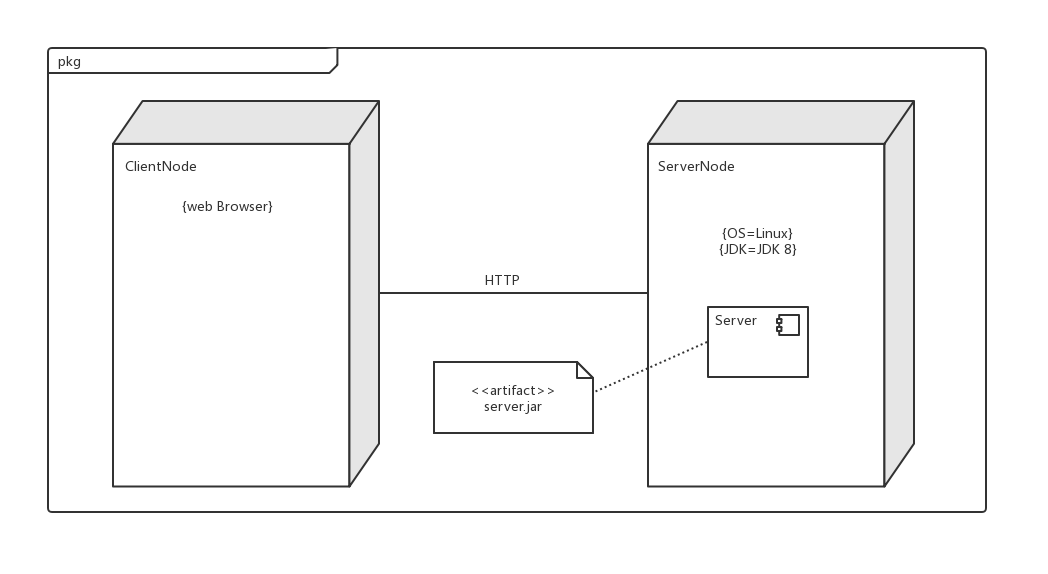 pkg
ClientNode
{web Browser}
ServerNode
{OS=Linux}
{JDK=JDK 8}
HTTP
Server
<<artifact>>
server.jar